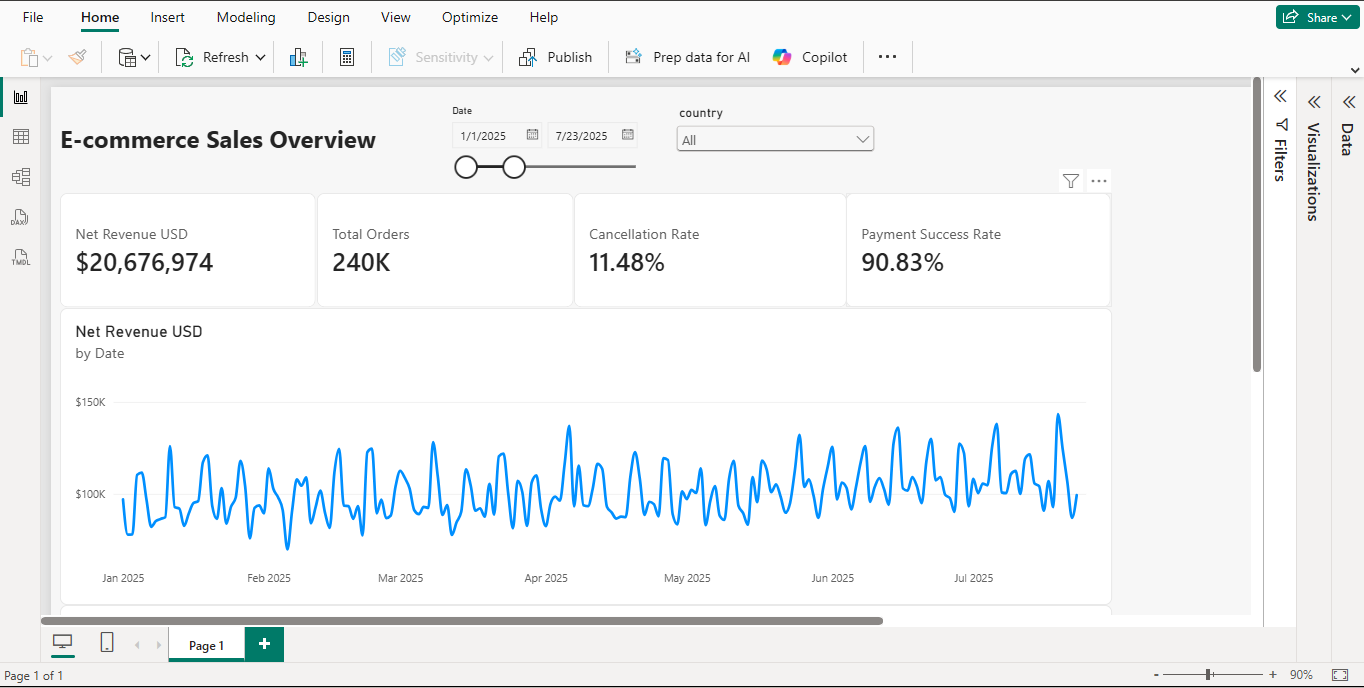 File Home Insert Modeling Design View Optimize Help Share
Refresh Sensitivity Publish Prep data for AI Copilot
E-commerce Sales Overview
Date
1/1/2025 7/23/2025
country
All
Net Revenue USD
$20,676,974
Total Orders
240K
Cancellation Rate
11.48%
Payment Success Rate
90.83%
Net Revenue USD
by Date
$150K
$100K
Jan 2025 Feb 2025 Mar 2025 Apr 2025 May 2025 Jun 2025 Jul 2025
Filters
Visualizations
Data
DAX
TMDL
Page 1
Page 1 of 1
- + 90%